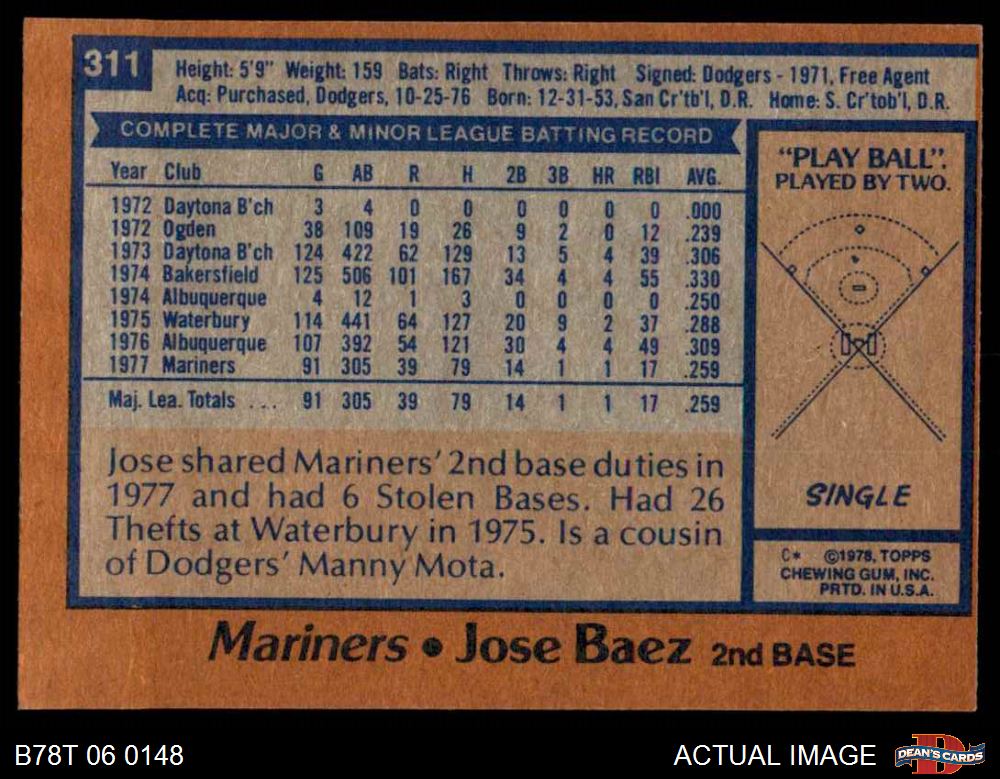 311
Height: 5'9" Weight: 159 Bats: Right Throws: Right Signed: Dodgers - 1971, Free Agent
Acq: Purchased, Dodgers, 10-25-76 Born: 12-31-53, San Cr'tb'l, D.R. Home: S. Cr'tob'l, D.R.
COMPLETE MAJOR & MINOR LEAGUE BATTING RECORD
Year Club G AB R H 2B 3B HR RBI AVG.
1972 Daytona B'ch 3 4 0 0 0 0 0 0 .000
1972 Ogden 38 109 19 26 9 2 0 12 .239
1973 Daytona B'ch 124 422 62 129 13 5 4 39 .306
1974 Bakersfield 125 506 101 167 34 4 4 55 .330
1974 Albuquerque 4 12 1 3 0 0 0 0 .250
1975 Waterbury 114 441 64 127 20 9 2 37 .288
1976 Albuquerque 107 392 54 121 30 4 4 49 .309
1977 Mariners 91 305 39 79 14 1 1 17 .259
Maj. Lea. Totals ... 91 305 39 79 14 1 1 17 .259
Jose shared Mariners' 2nd base duties in
1977 and had 6 Stolen Bases. Had 26
Thefts at Waterbury in 1975. Is a cousin
of Dodgers' Manny Mota.
"PLAY BALL".
PLAYED BY TWO.
SINGLE
C* ©1978, TOPPS
CHEWING GUM, INC.
PRTD. IN U.S.A.
Mariners • Jose Baez 2nd BASE
B78T 06 0148
ACTUAL IMAGE
DEAN'S CARDS